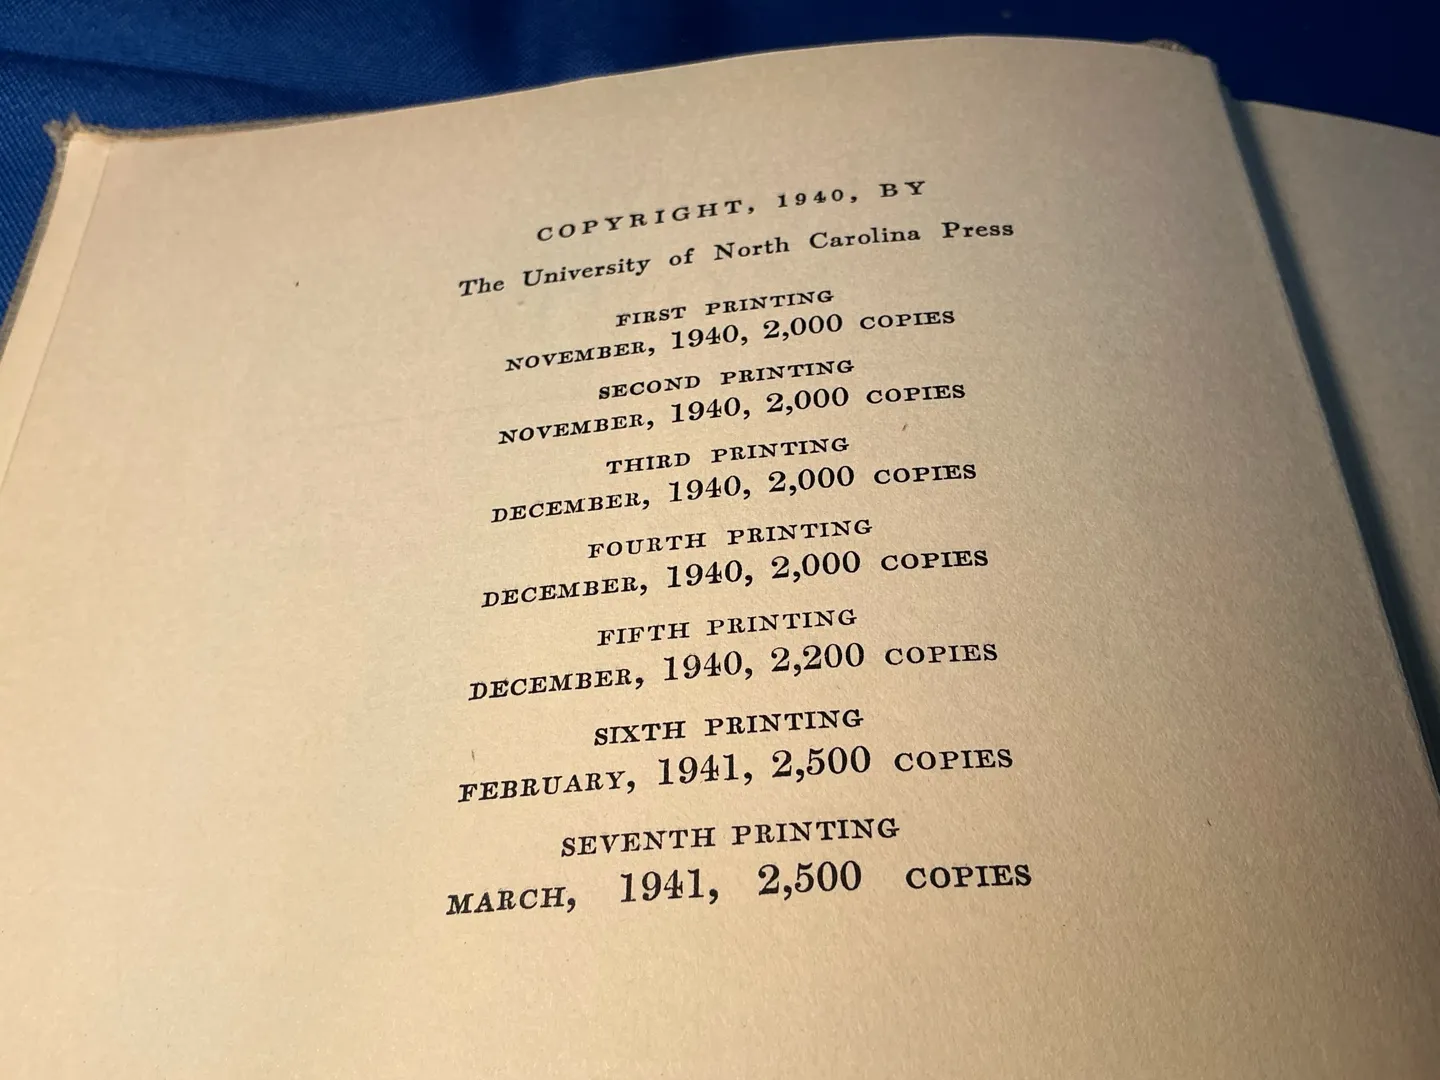 COPYRIGHT, 1940, BY
The University of North Carolina Press
FIRST PRINTING
NOVEMBER, 1940, 2,000 COPIES
SECOND PRINTING
NOVEMBER, 1940, 2,000 COPIES
THIRD PRINTING
DECEMBER, 1940, 2,000 COPIES
FOURTH PRINTING
DECEMBER, 1940, 2,000 COPIES
FIFTH PRINTING
DECEMBER, 1940, 2,200 COPIES
SIXTH PRINTING
FEBRUARY, 1941, 2,500 COPIES
SEVENTH PRINTING
MARCH, 1941, 2,500 COPIES